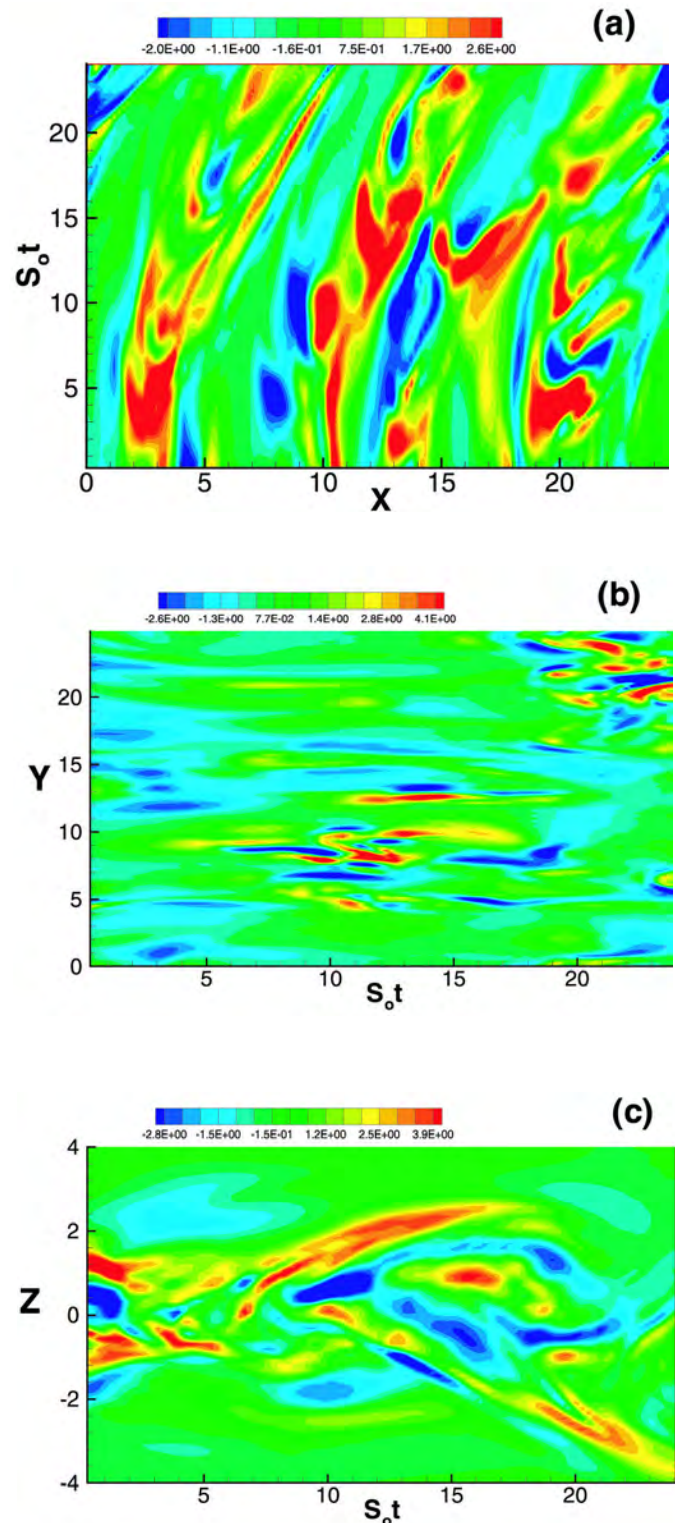 (a)
-2.0E+00 -1.1E+00 -1.6E-01 7.5E-01 1.7E+00 2.6E+00
20
15
10
5
Sot
0 5 10 15 20
X
(b)
-2.6E+00 -1.3E+00 7.7E-02 1.4E+00 2.8E+00 4.1E+00
20
15
Y
10
5
0
5 10 15 20
Sot
(c)
-2.8E+00 -1.5E+00 -1.5E-01 1.2E+00 2.5E+00 3.9E+00
4
2
Z
0
-2
-4
5 10 15 20
Sot